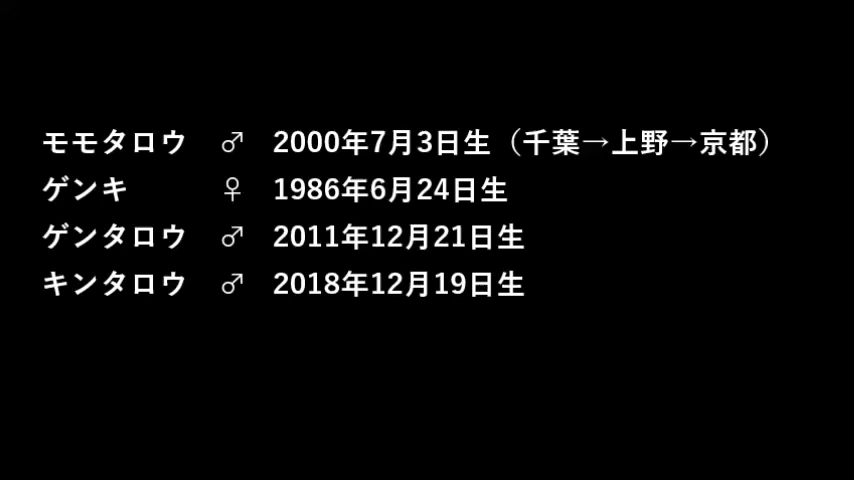 モモタロウ ♂ 2000年7月3日生（千葉→上野→京都）
ゲンキ ♀ 1986年6月24日生
ゲンタロウ ♂ 2011年12月21日生
キンタロウ ♂ 2018年12月19日生